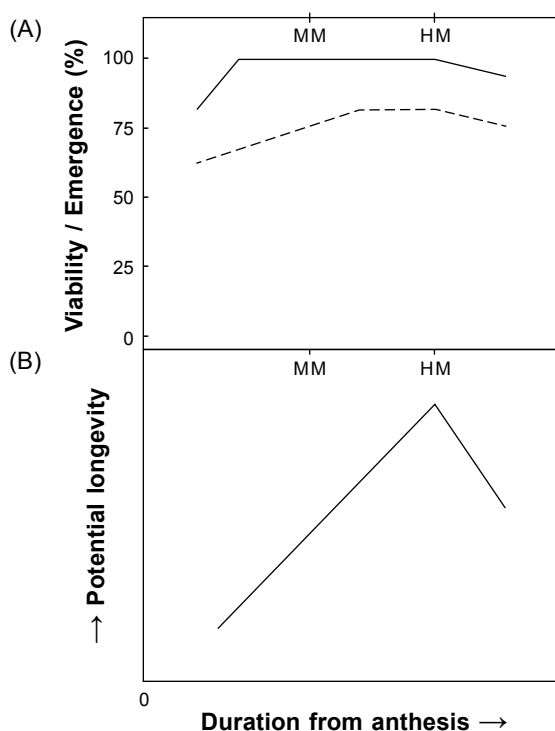 (A)
MM HM
100
75
50
25
0
Viability / Emergence (%)
(B)
MM HM
→ Potential longevity
0
Duration from anthesis →